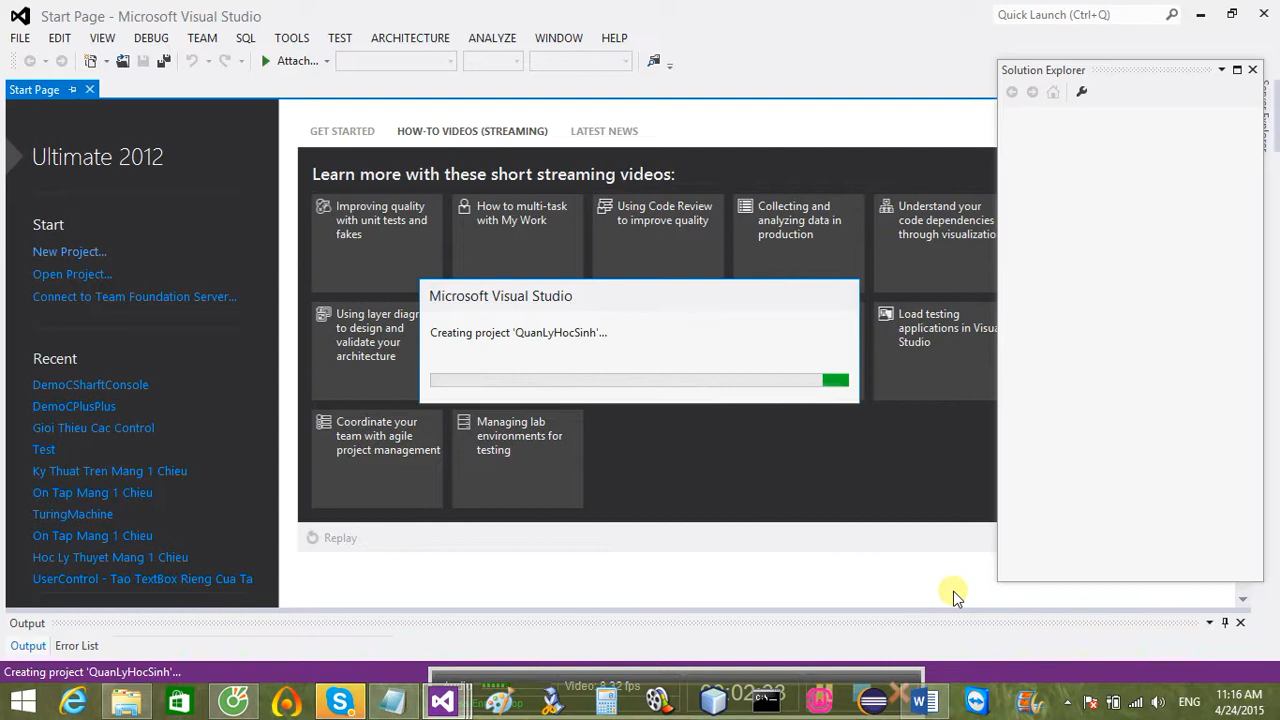 Start Page - Microsoft Visual Studio
Quick Launch (Ctrl+Q)
FILE EDIT VIEW DEBUG TEAM SQL TOOLS TEST ARCHITECTURE ANALYZE WINDOW HELP
Attach...
Start Page
Solution Explorer
Server Explorer
Ultimate 2012
GET STARTED HOW-TO VIDEOS (STREAMING) LATEST NEWS
Learn more with these short streaming videos:
Improving quality
with unit tests and
fakes
How to multi-task
with My Work
Using Code Review
to improve quality
Collecting and
analyzing data in
production
Understand your
code dependencies
through visualizatio
Start
New Project...
Open Project...
Connect to Team Foundation Server...
Microsoft Visual Studio
Creating project 'QuanLyHocSinh'...
Using layer diagr
to design and
validate your
architecture
Load testing
applications in Visua
Studio
Coordinate your
team with agile
project management
Managing lab
environments for
testing
Replay
Recent
DemoCSharftConsole
DemoCPlusPlus
Gioi Thieu Cac Control
Test
Ky Thuat Tren Mang 1 Chieu
On Tap Mang 1 Chieu
TuringMachine
On Tap Mang 1 Chieu
Hoc Ly Thuyet Mang 1 Chieu
UserControl - Tao TextBox Rieng Cua Ta
Output
Output Error List
Creating project 'QuanLyHocSinh'...
Video: 8.32 fps
ENG
11:16 AM
4/24/2015